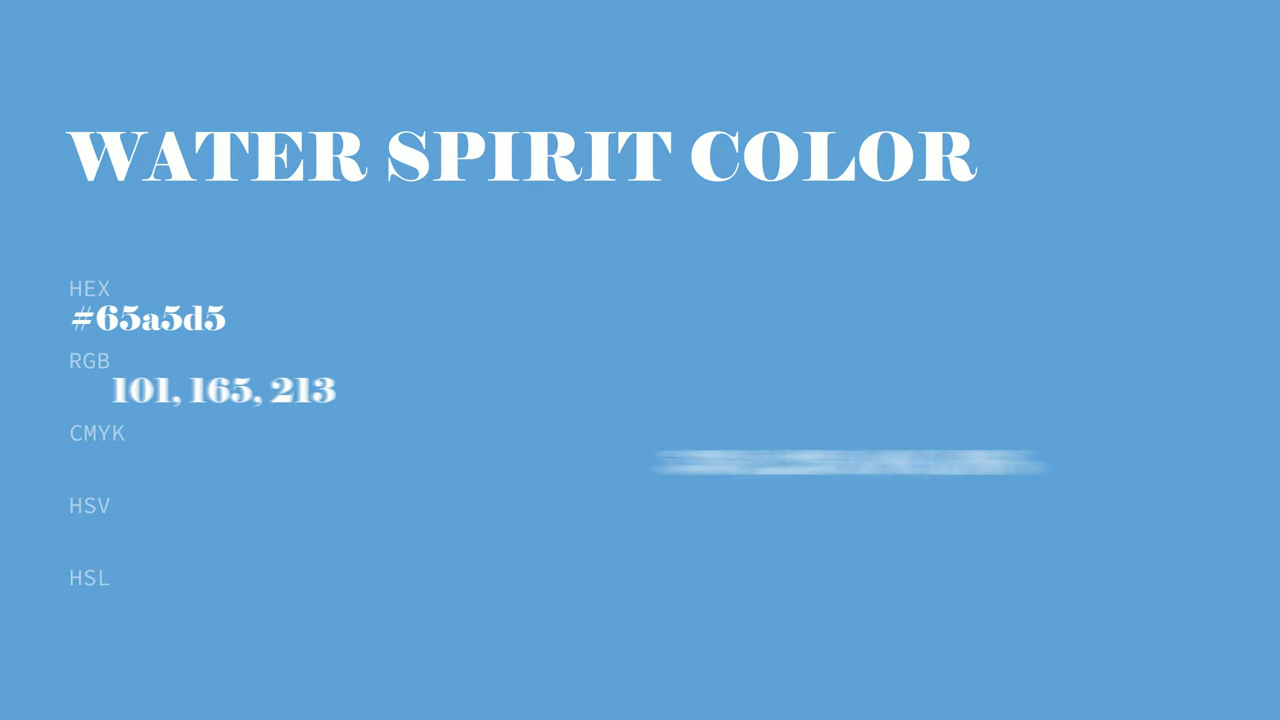 WATER SPIRIT COLOR
HEX
#65a5d5
RGB
101, 165, 213
CMYK
HSV
HSL